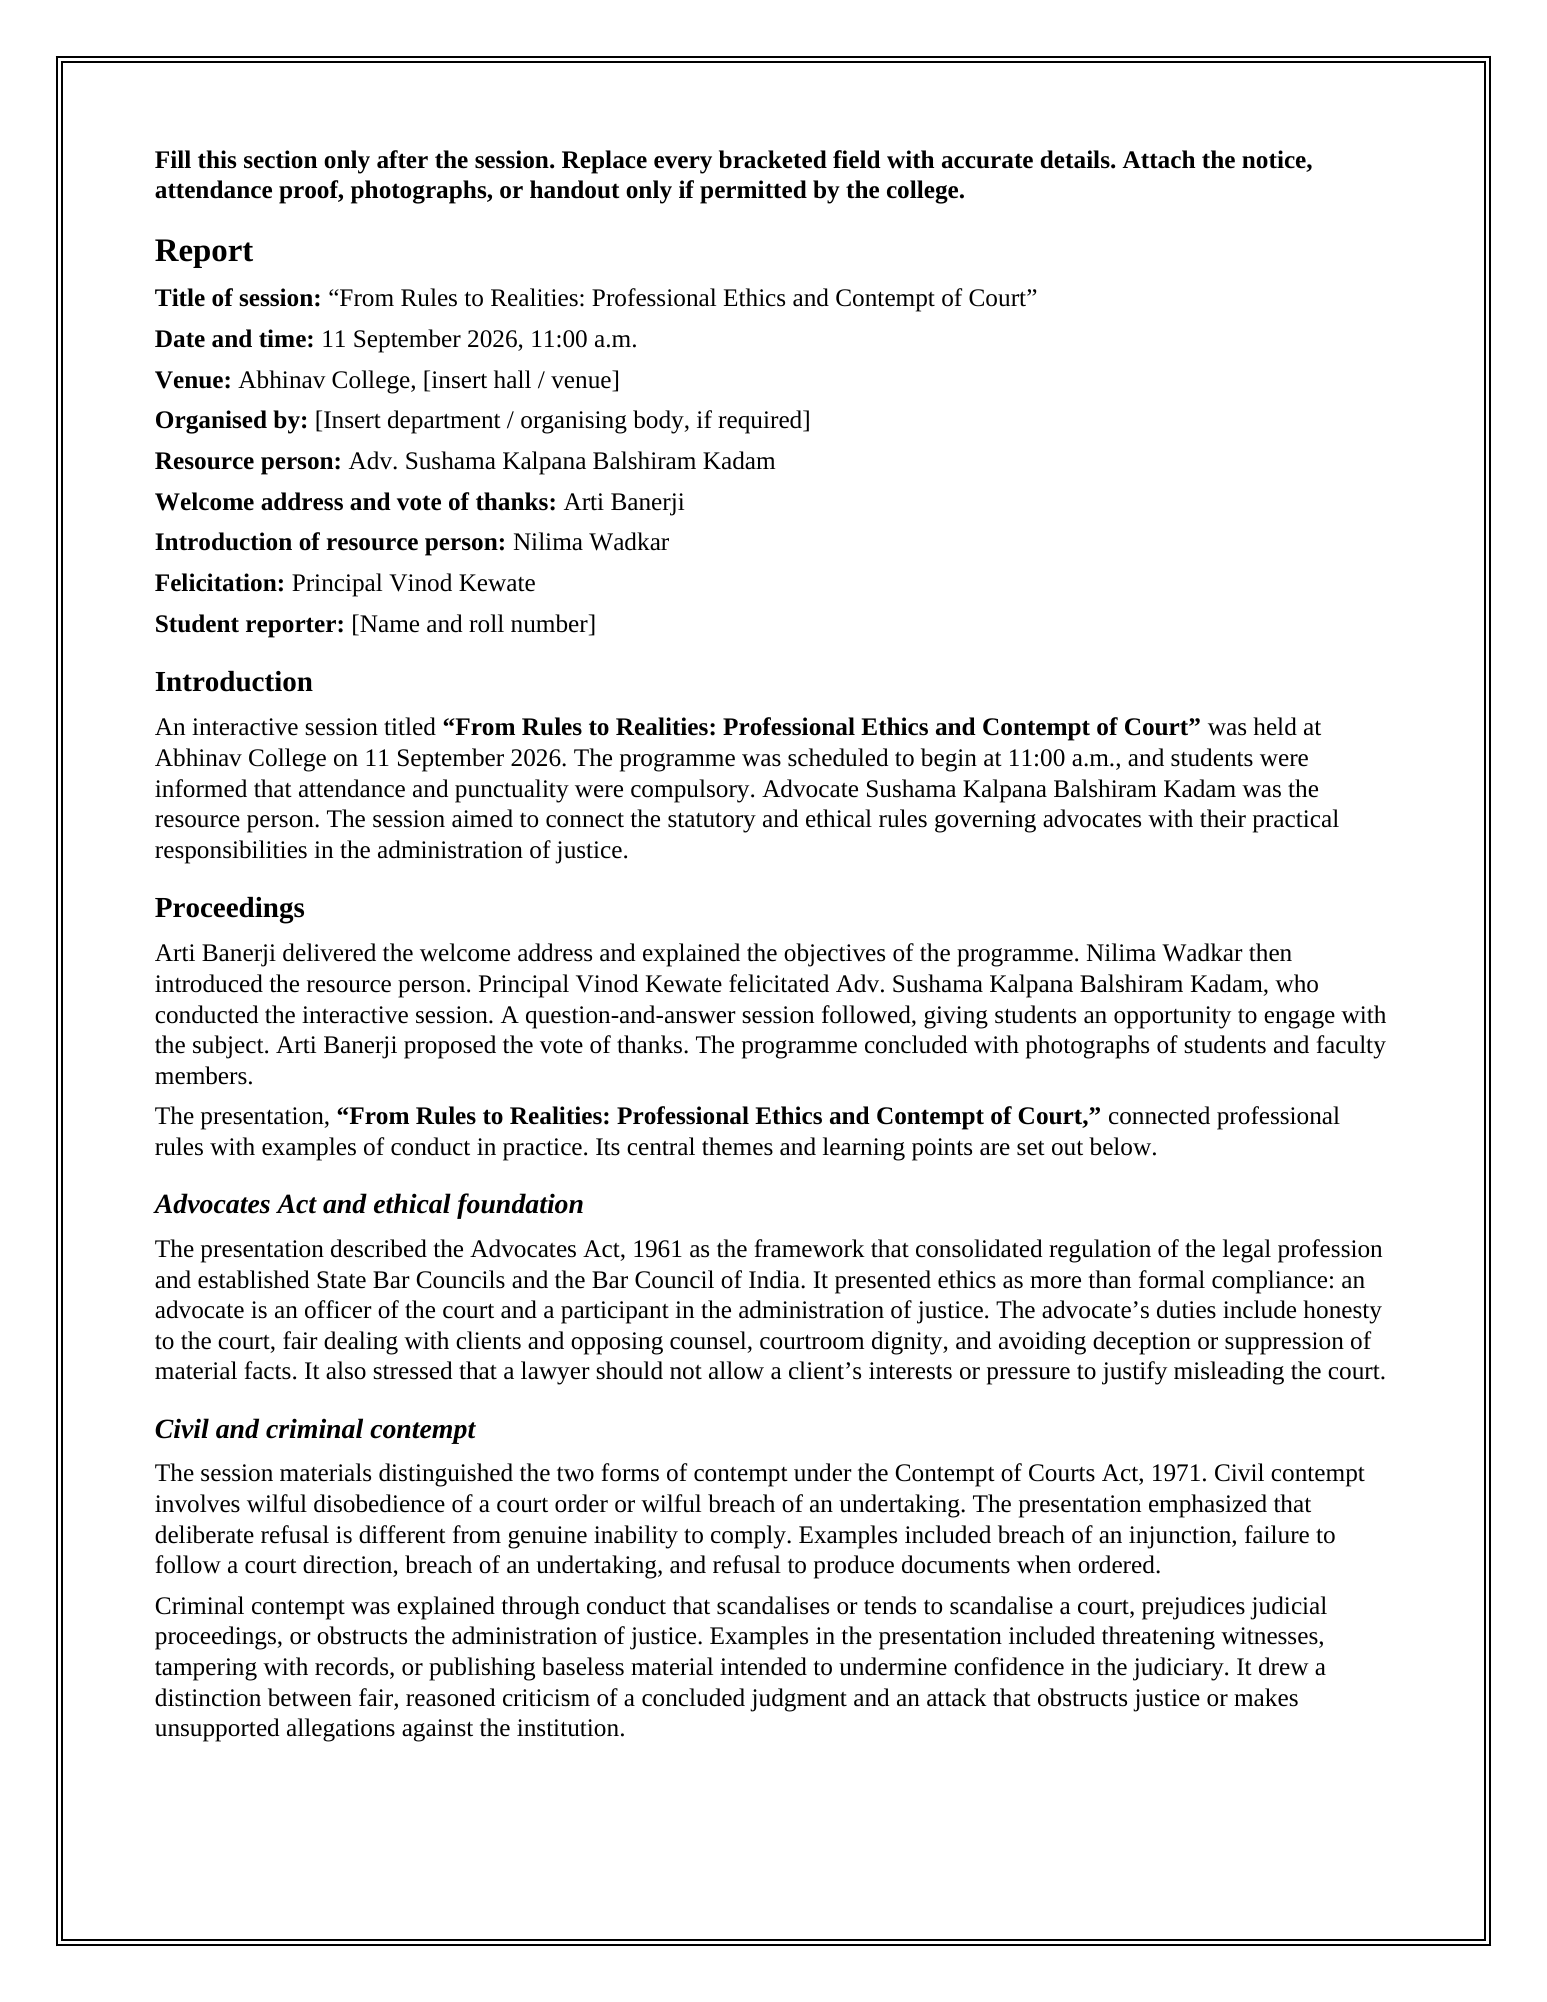 Fill this section only after the session. Replace every bracketed field with accurate details. Attach the notice,
attendance proof, photographs, or handout only if permitted by the college.
Report
Title of session: “From Rules to Realities: Professional Ethics and Contempt of Court”
Date and time: 11 September 2026, 11:00 a.m.
Venue: Abhinav College, [insert hall / venue]
Organised by: [Insert department / organising body, if required]
Resource person: Adv. Sushama Kalpana Balshiram Kadam
Welcome address and vote of thanks: Arti Banerji
Introduction of resource person: Nilima Wadkar
Felicitation: Principal Vinod Kewate
Student reporter: [Name and roll number]
Introduction
An interactive session titled “From Rules to Realities: Professional Ethics and Contempt of Court” was held at
Abhinav College on 11 September 2026. The programme was scheduled to begin at 11:00 a.m., and students were
informed that attendance and punctuality were compulsory. Advocate Sushama Kalpana Balshiram Kadam was the
resource person. The session aimed to connect the statutory and ethical rules governing advocates with their practical
responsibilities in the administration of justice.
Proceedings
Arti Banerji delivered the welcome address and explained the objectives of the programme. Nilima Wadkar then
introduced the resource person. Principal Vinod Kewate felicitated Adv. Sushama Kalpana Balshiram Kadam, who
conducted the interactive session. A question-and-answer session followed, giving students an opportunity to engage with
the subject. Arti Banerji proposed the vote of thanks. The programme concluded with photographs of students and faculty
members.
The presentation, “From Rules to Realities: Professional Ethics and Contempt of Court,” connected professional
rules with examples of conduct in practice. Its central themes and learning points are set out below.
Advocates Act and ethical foundation
The presentation described the Advocates Act, 1961 as the framework that consolidated regulation of the legal profession
and established State Bar Councils and the Bar Council of India. It presented ethics as more than formal compliance: an
advocate is an officer of the court and a participant in the administration of justice. The advocate’s duties include honesty
to the court, fair dealing with clients and opposing counsel, courtroom dignity, and avoiding deception or suppression of
material facts. It also stressed that a lawyer should not allow a client’s interests or pressure to justify misleading the court.
Civil and criminal contempt
The session materials distinguished the two forms of contempt under the Contempt of Courts Act, 1971. Civil contempt
involves wilful disobedience of a court order or wilful breach of an undertaking. The presentation emphasized that
deliberate refusal is different from genuine inability to comply. Examples included breach of an injunction, failure to
follow a court direction, breach of an undertaking, and refusal to produce documents when ordered.
Criminal contempt was explained through conduct that scandalises or tends to scandalise a court, prejudices judicial
proceedings, or obstructs the administration of justice. Examples in the presentation included threatening witnesses,
tampering with records, or publishing baseless material intended to undermine confidence in the judiciary. It drew a
distinction between fair, reasoned criticism of a concluded judgment and an attack that obstructs justice or makes
unsupported allegations against the institution.